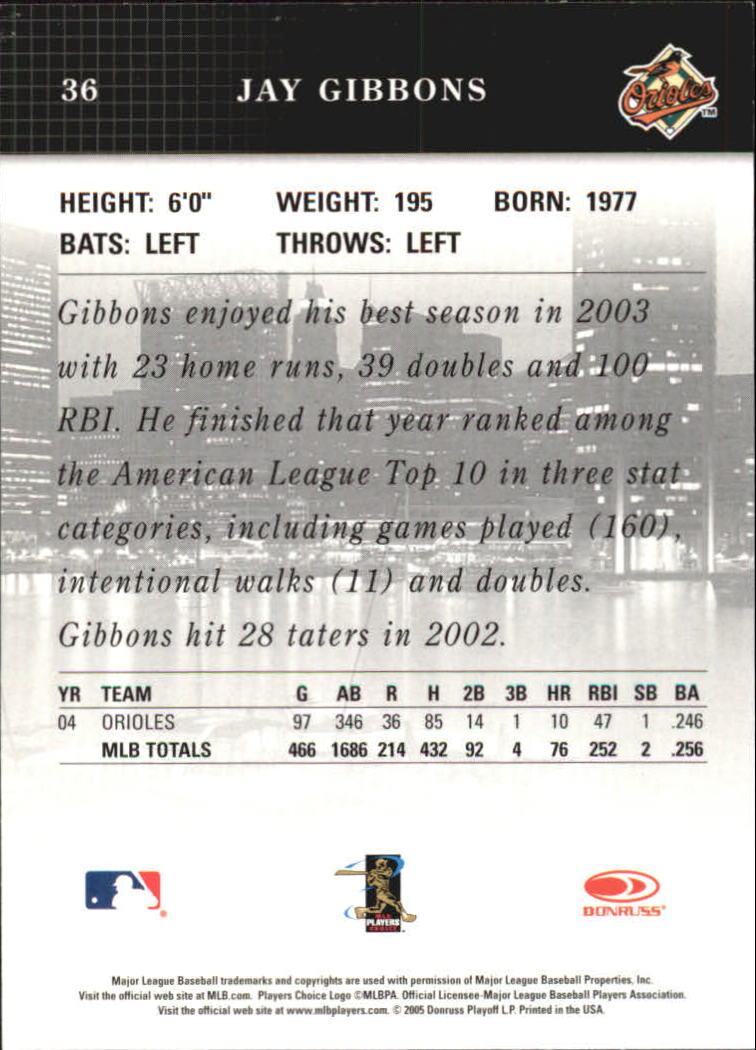 36 JAY GIBBONS Orioles TM
HEIGHT: 6'0" WEIGHT: 195 BORN: 1977
BATS: LEFT THROWS: LEFT
Gibbons enjoyed his best season in 2003
with 23 home runs, 39 doubles and 100
RBI. He finished that year ranked among
the American League Top 10 in three stat
categories, including games played (160),
intentional walks (11) and doubles.
Gibbons hit 28 taters in 2002.
YR TEAM G AB R H 2B 3B HR RBI SB BA
04 ORIOLES 97 346 36 85 14 1 10 47 1 .246
MLB TOTALS 466 1686 214 432 92 4 76 252 2 .256
MLB
PLAYERS
CHOICE
DONRUSS®
Major League Baseball trademarks and copyrights are used with permission of Major League Baseball Properties, Inc.
Visit the official web site at MLB.com. Players Choice Logo ©MLBPA. Official Licensee-Major League Baseball Players Association.
Visit the official web site at www.mlbplayers.com. © 2005 Donruss Playoff L.P. Printed in the USA.